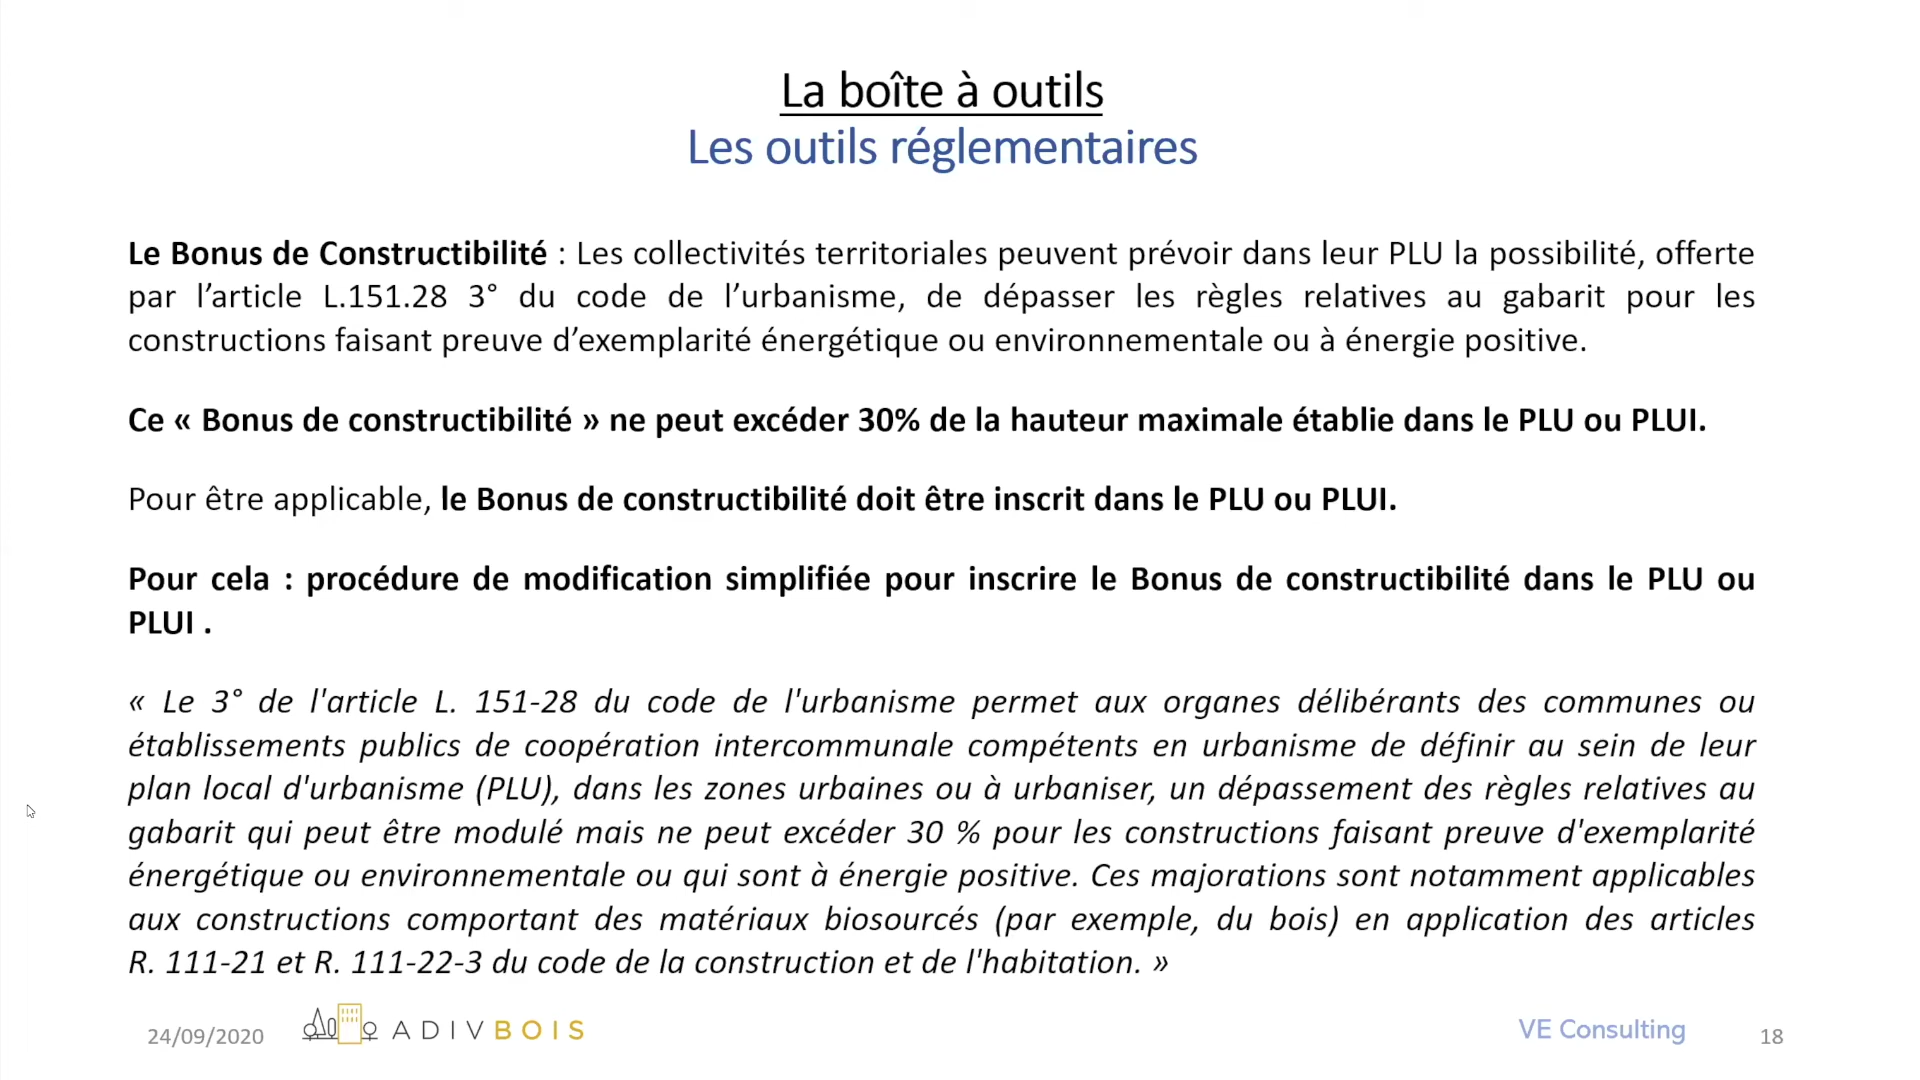 La boîte à outils
Les outils réglementaires
Le Bonus de Constructibilité : Les collectivités territoriales peuvent prévoir dans leur PLU la possibilité, offerte
par l’article L.151.28 3° du code de l’urbanisme, de dépasser les règles relatives au gabarit pour les
constructions faisant preuve d’exemplarité énergétique ou environnementale ou à énergie positive.
Ce « Bonus de constructibilité » ne peut excéder 30% de la hauteur maximale établie dans le PLU ou PLUI.
Pour être applicable, le Bonus de constructibilité doit être inscrit dans le PLU ou PLUI.
Pour cela : procédure de modification simplifiée pour inscrire le Bonus de constructibilité dans le PLU ou
PLUI .
« Le 3° de l'article L. 151-28 du code de l'urbanisme permet aux organes délibérants des communes ou
établissements publics de coopération intercommunale compétents en urbanisme de définir au sein de leur
plan local d'urbanisme (PLU), dans les zones urbaines ou à urbaniser, un dépassement des règles relatives au
gabarit qui peut être modulé mais ne peut excéder 30 % pour les constructions faisant preuve d'exemplarité
énergétique ou environnementale ou qui sont à énergie positive. Ces majorations sont notamment applicables
aux constructions comportant des matériaux biosourcés (par exemple, du bois) en application des articles
R. 111-21 et R. 111-22-3 du code de la construction et de l'habitation. »
24/09/2020
ADIVBOIS
VE Consulting
18